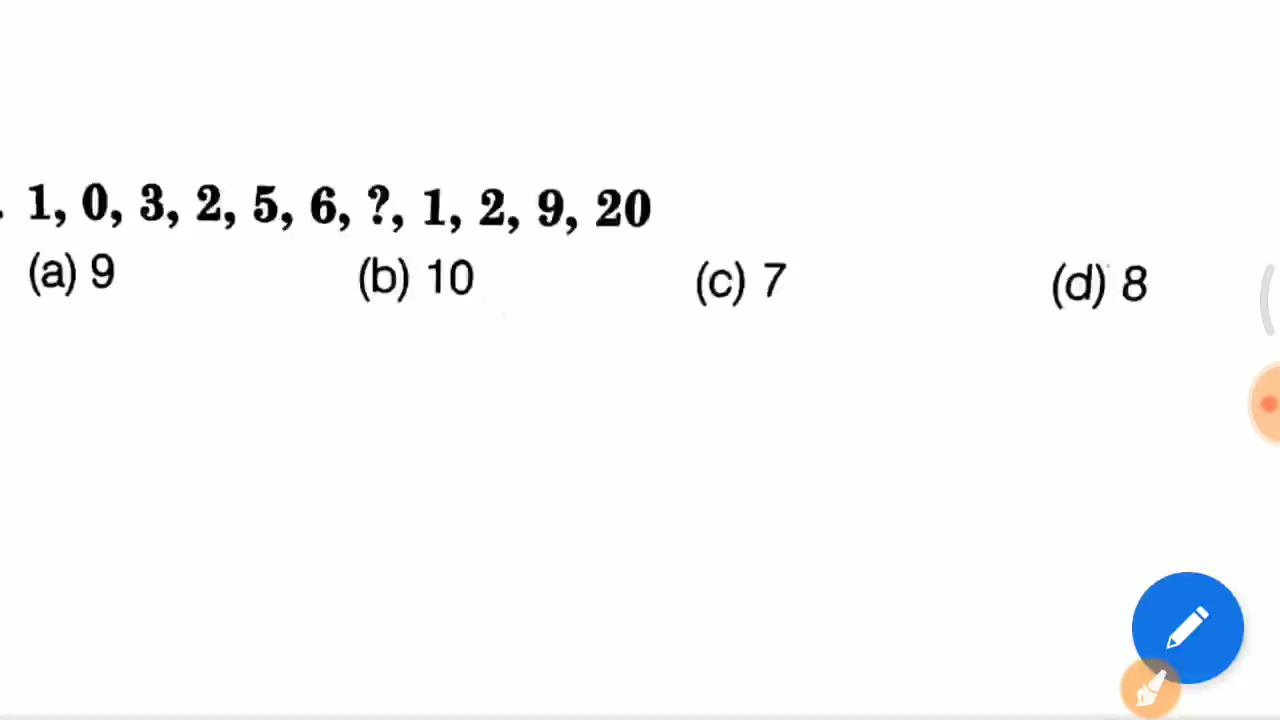 . 1, 0, 3, 2, 5, 6, ?, 1, 2, 9, 20
(a) 9 (b) 10 (c) 7 (d) 8